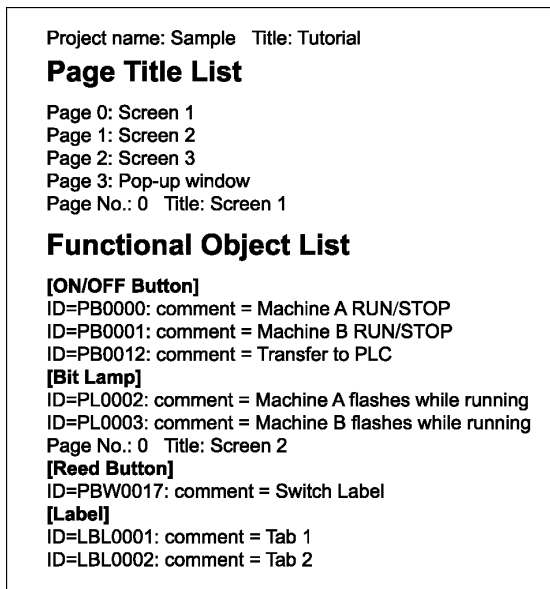 Project name: Sample Title: Tutorial
Page Title List
Page 0: Screen 1
Page 1: Screen 2
Page 2: Screen 3
Page 3: Pop-up window
Page No.: 0 Title: Screen 1
Functional Object List
[ON/OFF Button]
ID=PB0000: comment = Machine A RUN/STOP
ID=PB0001: comment = Machine B RUN/STOP
ID=PB0012: comment = Transfer to PLC
[Bit Lamp]
ID=PL0002: comment = Machine A flashes while running
ID=PL0003: comment = Machine B flashes while running
Page No.: 0 Title: Screen 2
[Reed Button]
ID=PBW0017: comment = Switch Label
[Label]
ID=LBL0001: comment = Tab 1
ID=LBL0002: comment = Tab 2